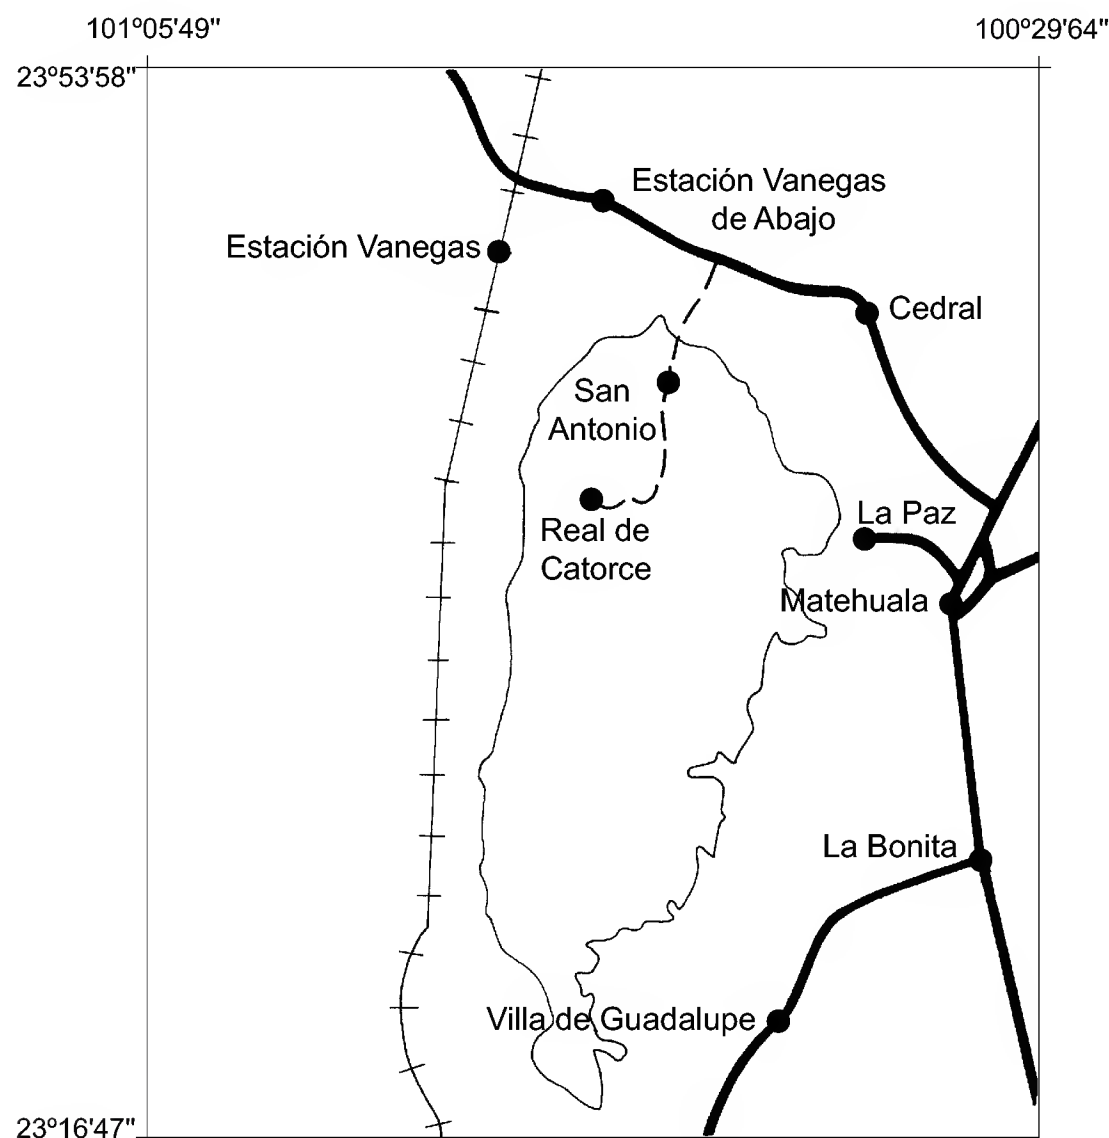 101º05'49"
100º29'64"
23º53'58"
Estación Vanegas
de Abajo
Estación Vanegas
Cedral
San
Antonio
La Paz
Real de
Catorce
Matehuala
La Bonita
Villa de Guadalupe
23º16'47"